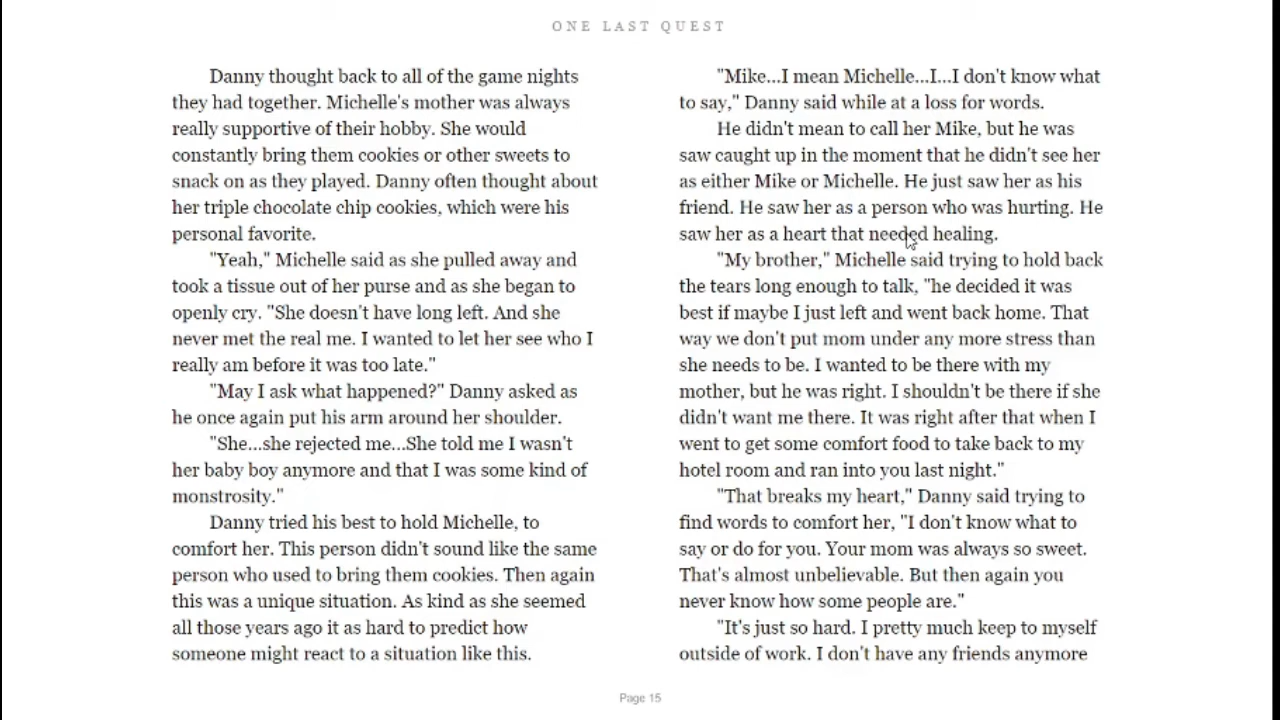 ONE LAST QUEST
Danny thought back to all of the game nights
they had together. Michelle's mother was always
really supportive of their hobby. She would
constantly bring them cookies or other sweets to
snack on as they played. Danny often thought about
her triple chocolate chip cookies, which were his
personal favorite.
"Yeah," Michelle said as she pulled away and
took a tissue out of her purse and as she began to
openly cry. "She doesn't have long left. And she
never met the real me. I wanted to let her see who I
really am before it was too late."
"May I ask what happened?" Danny asked as
he once again put his arm around her shoulder.
"She...she rejected me...She told me I wasn't
her baby boy anymore and that I was some kind of
monstrosity."
Danny tried his best to hold Michelle, to
comfort her. This person didn't sound like the same
person who used to bring them cookies. Then again
this was a unique situation. As kind as she seemed
all those years ago it as hard to predict how
someone might react to a situation like this.
"Mike...I mean Michelle...I...I don't know what
to say," Danny said while at a loss for words.
He didn't mean to call her Mike, but he was
saw caught up in the moment that he didn't see her
as either Mike or Michelle. He just saw her as his
friend. He saw her as a person who was hurting. He
saw her as a heart that needed healing.
"My brother," Michelle said trying to hold back
the tears long enough to talk, "he decided it was
best if maybe I just left and went back home. That
way we don't put mom under any more stress than
she needs to be. I wanted to be there with my
mother, but he was right. I shouldn't be there if she
didn't want me there. It was right after that when I
went to get some comfort food to take back to my
hotel room and ran into you last night."
"That breaks my heart," Danny said trying to
find words to comfort her, "I don't know what to
say or do for you. Your mom was always so sweet.
That's almost unbelievable. But then again you
never know how some people are."
"It's just so hard. I pretty much keep to myself
outside of work. I don't have any friends anymore
Page 15